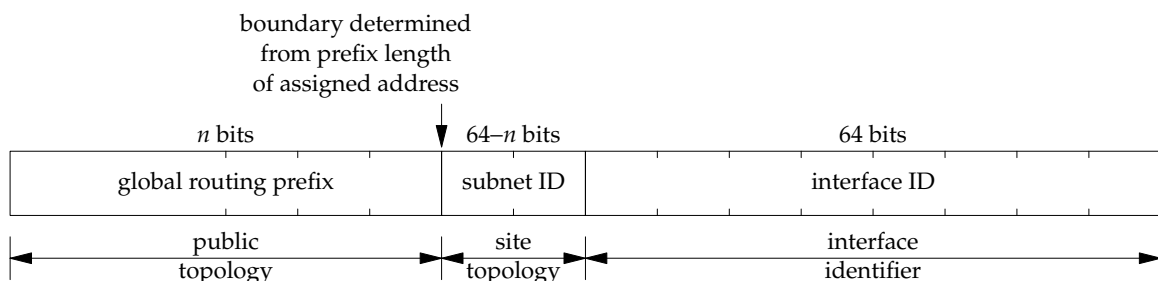 boundary determined
from prefix length
of assigned address
n bits
64–n bits
64 bits
global routing prefix
subnet ID
interface ID
public
topology
site
topology
interface
identifier